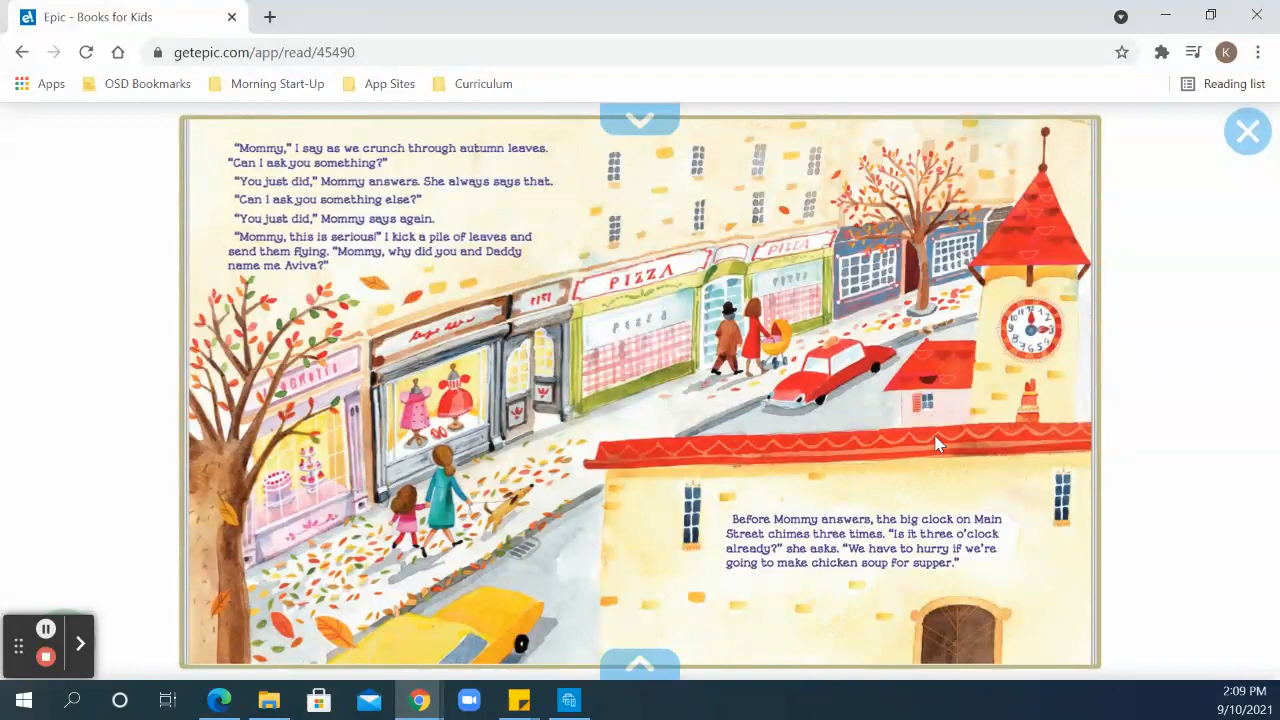 Epic - Books for Kids
getepic.com/app/read/45490
K
Apps
OSD Bookmarks
Morning Start-Up
App Sites
Curriculum
Reading list
“Mommy,” I say as we crunch through autumn leaves.
“Can I ask you something?”
“You just did,” Mommy answers. She always says that.
“Can I ask you something else?”
“You just did,” Mommy says again.
“Mommy, this is serious!” I kick a pile of leaves and
send them flying. “Mommy, why did you and Daddy
name me Aviva?”
PIZZA
PIZZA
Before Mommy answers, the big clock on Main
Street chimes three times. “Is it three o’clock
already?” she asks. “We have to hurry if we’re
going to make chicken soup for supper.”
2:09 PM
9/10/2021